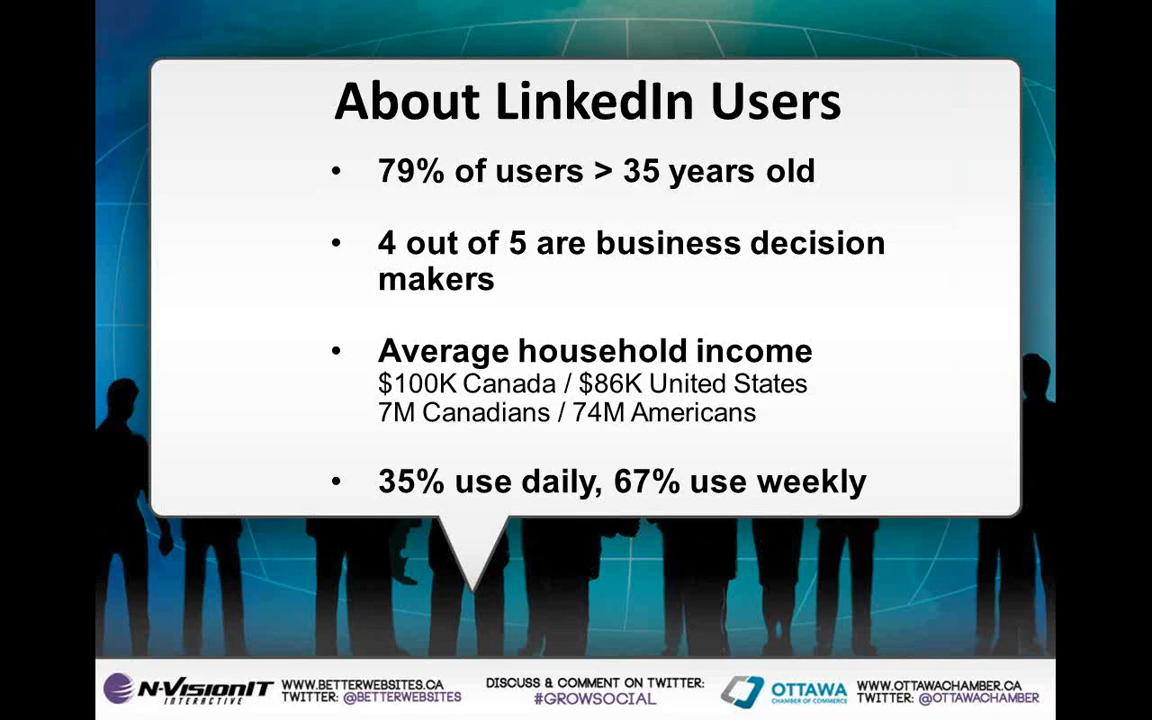 About LinkedIn Users
• 79% of users > 35 years old
• 4 out of 5 are business decision
makers
• Average household income
$100K Canada / $86K United States
7M Canadians / 74M Americans
• 35% use daily, 67% use weekly
N-VISIONIT
INTERACTIVE
WWW.BETTERWEBSITES.CA
TWITTER: @BETTERWEBSITES
DISCUSS & COMMENT ON TWITTER:
#GROWSOCIAL
OTTAWA
CHAMBER OF COMMERCE
WWW.OTTAWACHAMBER.CA
TWITTER: @OTTAWACHAMBER